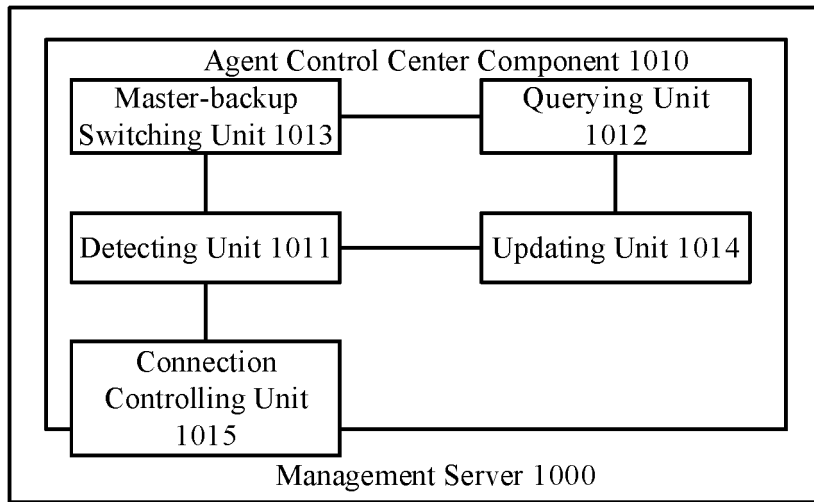 Agent Control Center Component 1010
Master-backup
Switching Unit 1013
Querying Unit
1012
Detecting Unit 1011
Updating Unit 1014
Connection
Controlling Unit
1015
Management Server 1000